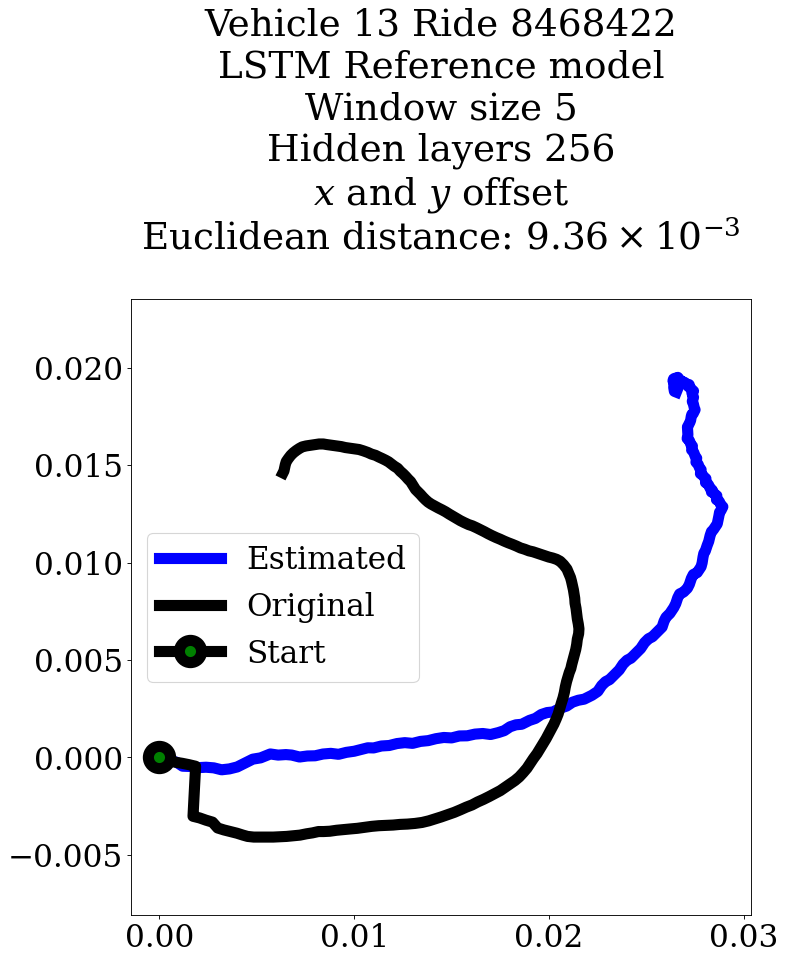 Vehicle 13 Ride 8468422
LSTM Reference model
Window size 5
Hidden layers 256
x and y offset
Euclidean distance: 9.36 × 10⁻³
0.020
0.015
0.010
0.005
0.000
−0.005
Estimated
Original
Start
0.00 0.01 0.02 0.03